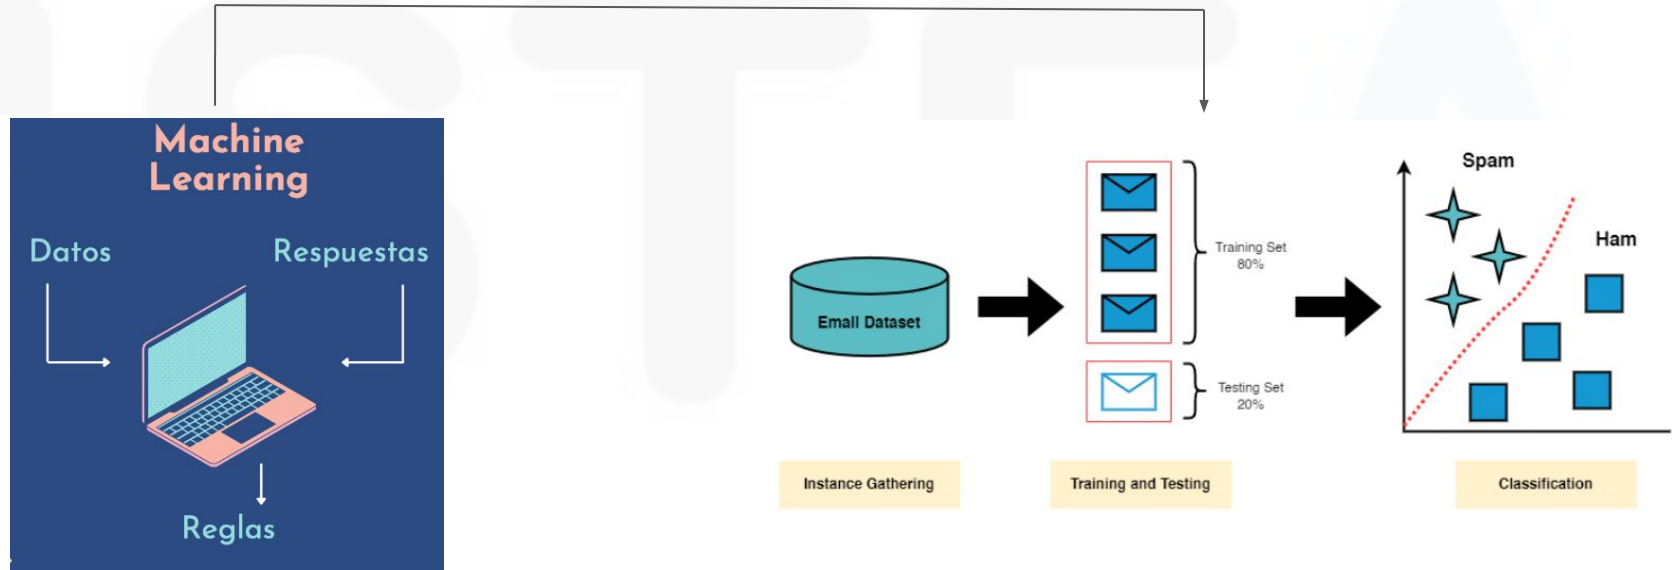 Machine
Learning
Datos
Respuestas
Reglas
Email Dataset
Training Set
80%
Testing Set
20%
Spam
Ham
Instance Gathering
Training and Testing
Classification